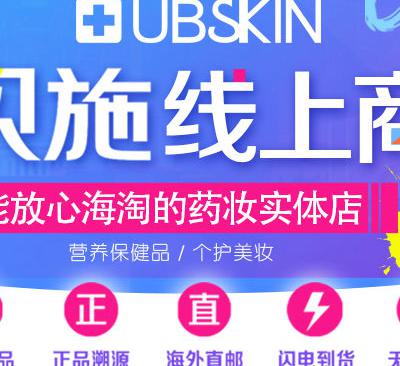 UBSKIN
贝施线上商
能放心海淘的药妆实体店
营养保健品 / 个护美妆
正 直
品 正品溯源 海外直邮 闪电到货 无